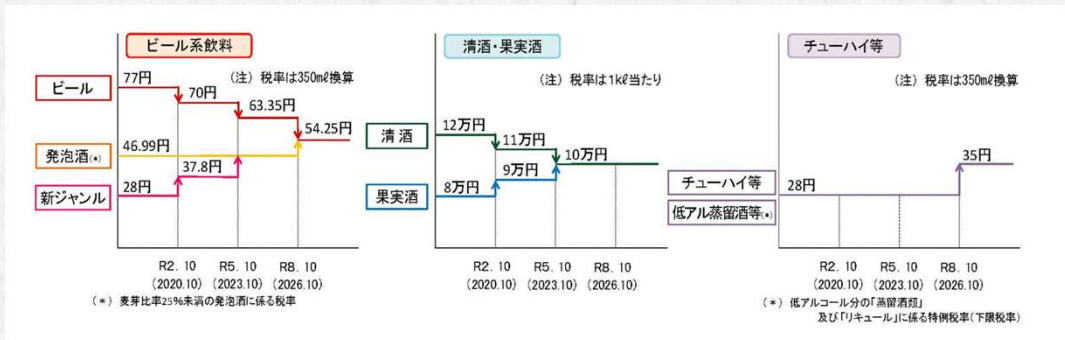 ビール系飲料
(注) 税率は350mℓ換算
ビール
77円
70円
63.35円
54.25円
発泡酒(*)
46.99円
37.8円
新ジャンル
28円
R2. 10 R5. 10 R8. 10
(2020.10) (2023.10) (2026.10)
(*) 麦芽比率25%未満の発泡酒に係る税率
清酒・果実酒
(注) 税率は1kℓ当たり
清 酒
12万円
11万円
10万円
9万円
果実酒
8万円
R2. 10 R5. 10 R8. 10
(2020.10) (2023.10) (2026.10)
チューハイ等
(注) 税率は350mℓ換算
35円
チューハイ等
28円
低アル蒸留酒等(*)
R2. 10 R5. 10 R8. 10
(2020.10) (2023.10) (2026.10)
(*) 低アルコール分の「蒸留酒類」
及び「リキュール」に係る特例税率(下限税率)